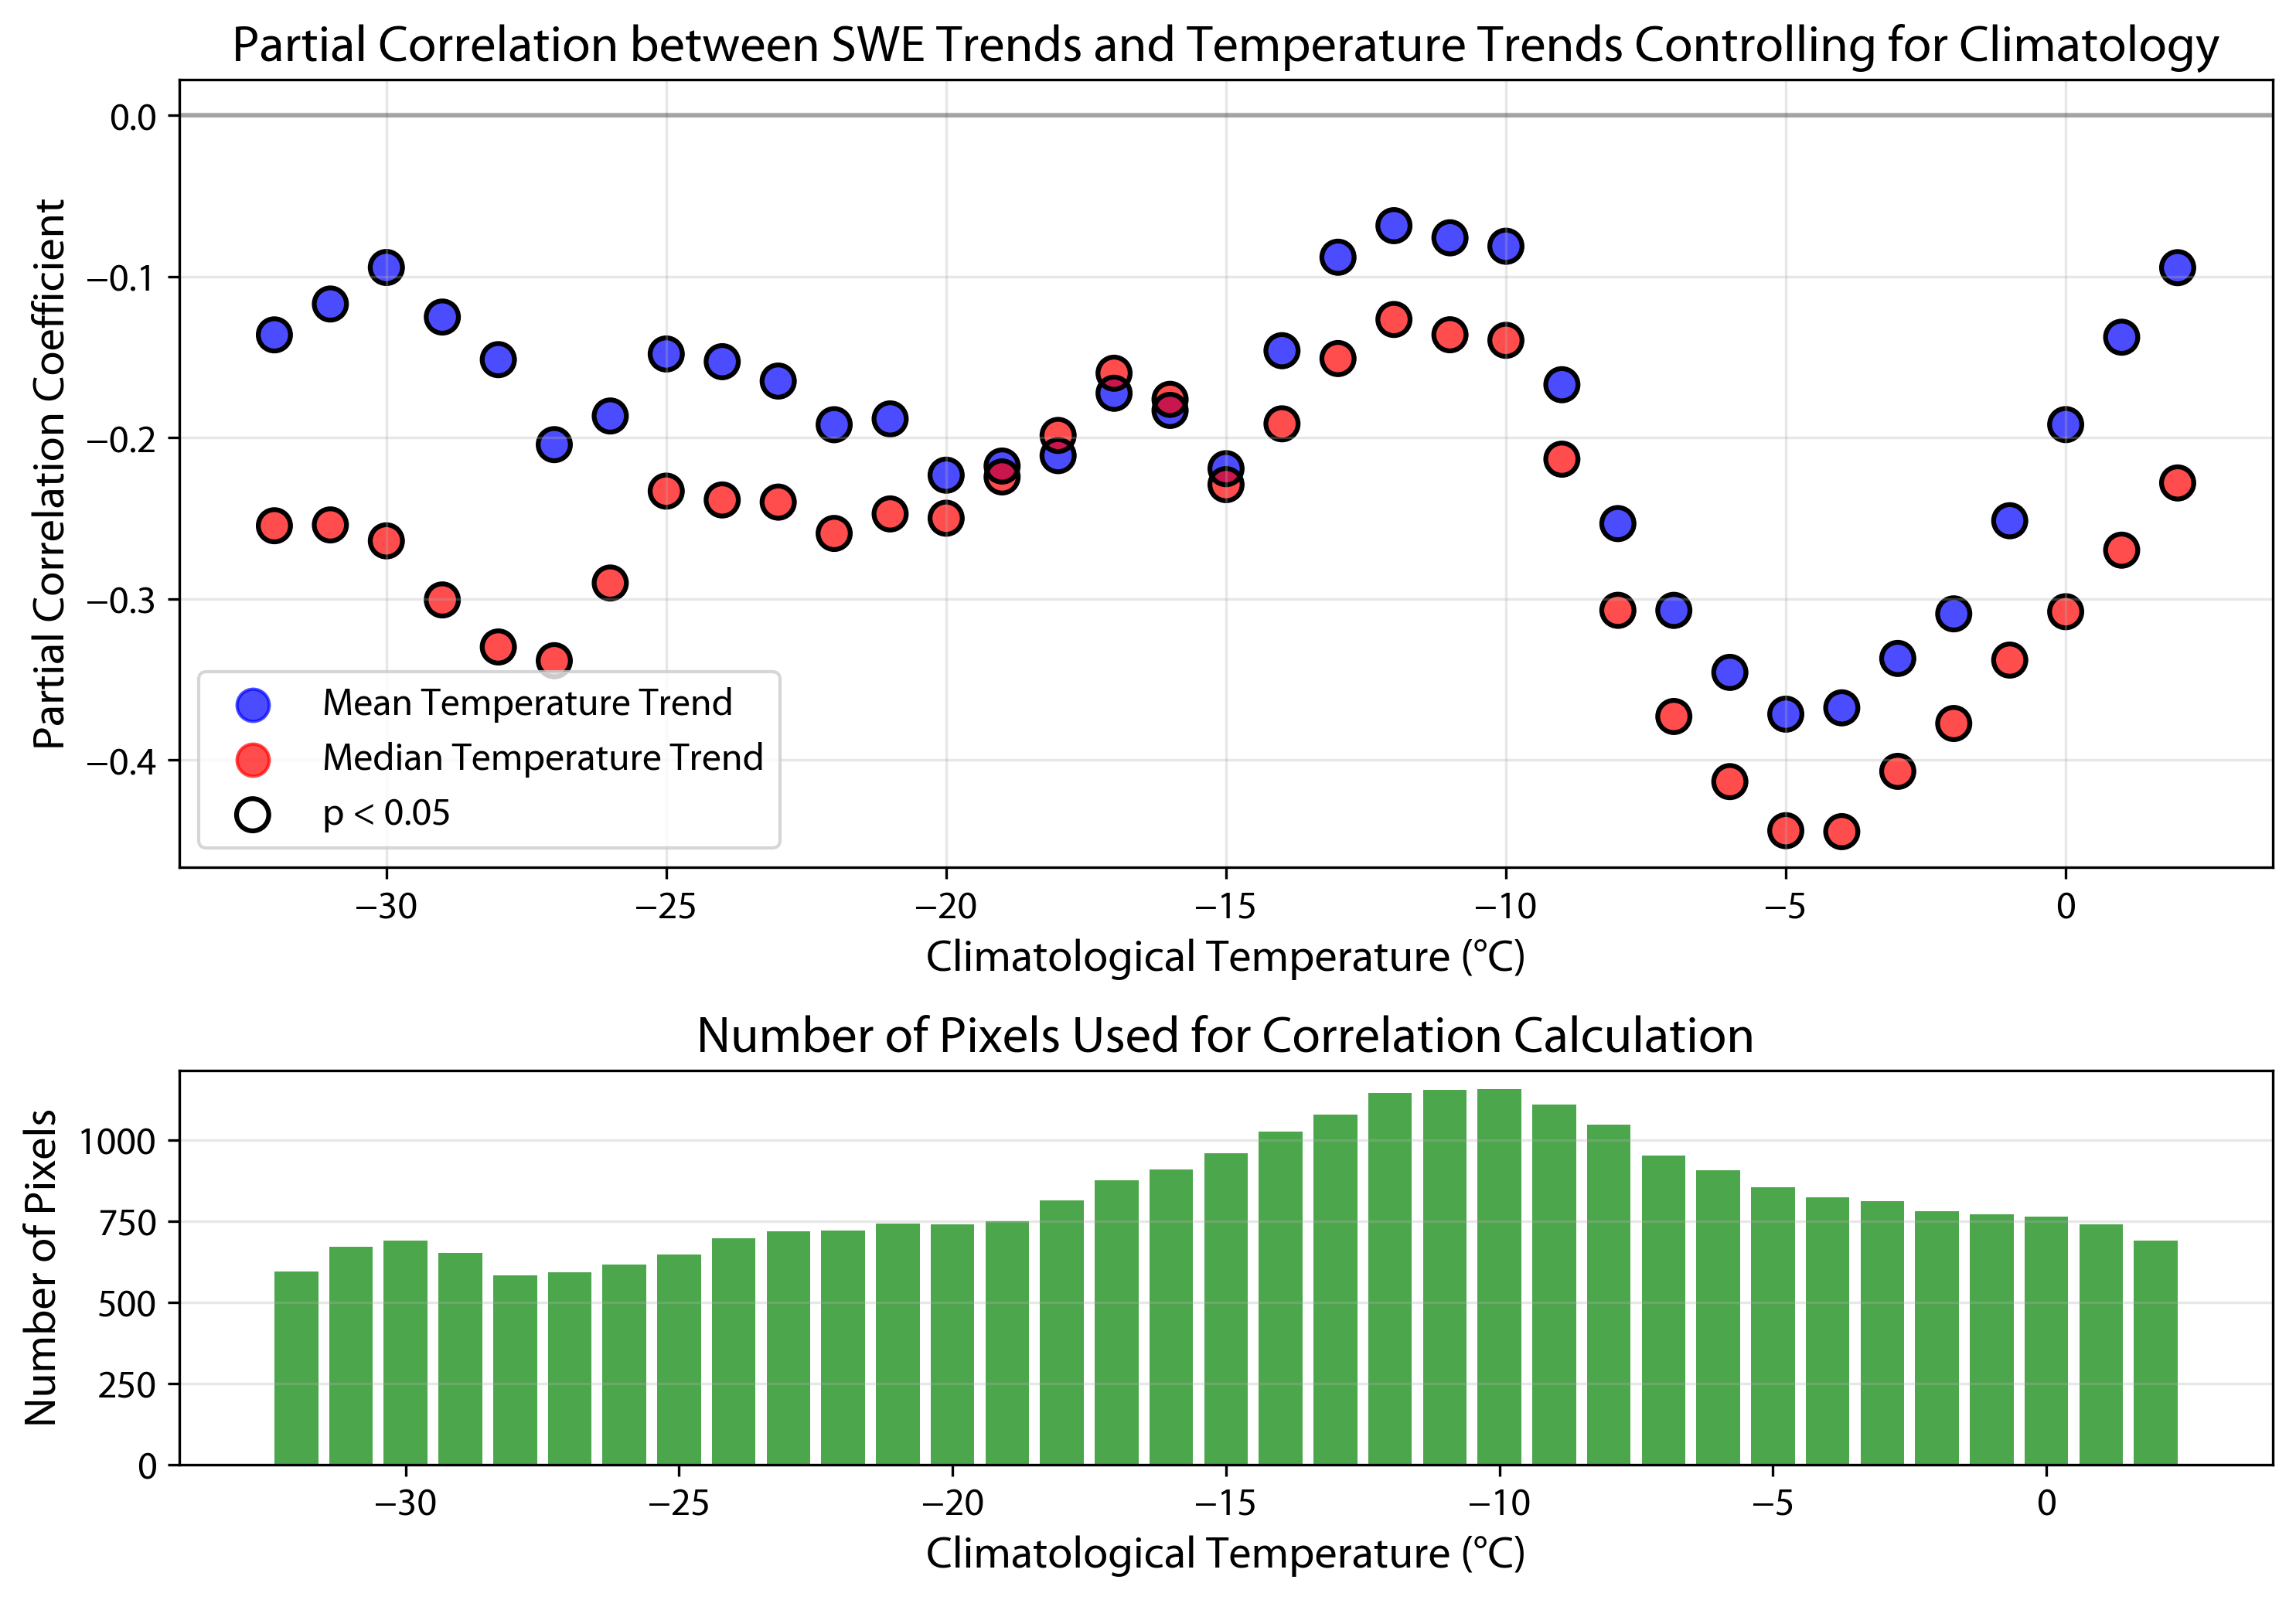 Partial Correlation between SWE Trends and Temperature Trends Controlling for Climatology
Partial Correlation Coefficient
0.0
−0.1
−0.2
−0.3
−0.4
Mean Temperature Trend
Median Temperature Trend
p < 0.05
−30 −25 −20 −15 −10 −5 0
Climatological Temperature (°C)
Number of Pixels Used for Correlation Calculation
Number of Pixels
1000
750
500
250
0
−30 −25 −20 −15 −10 −5 0
Climatological Temperature (°C)